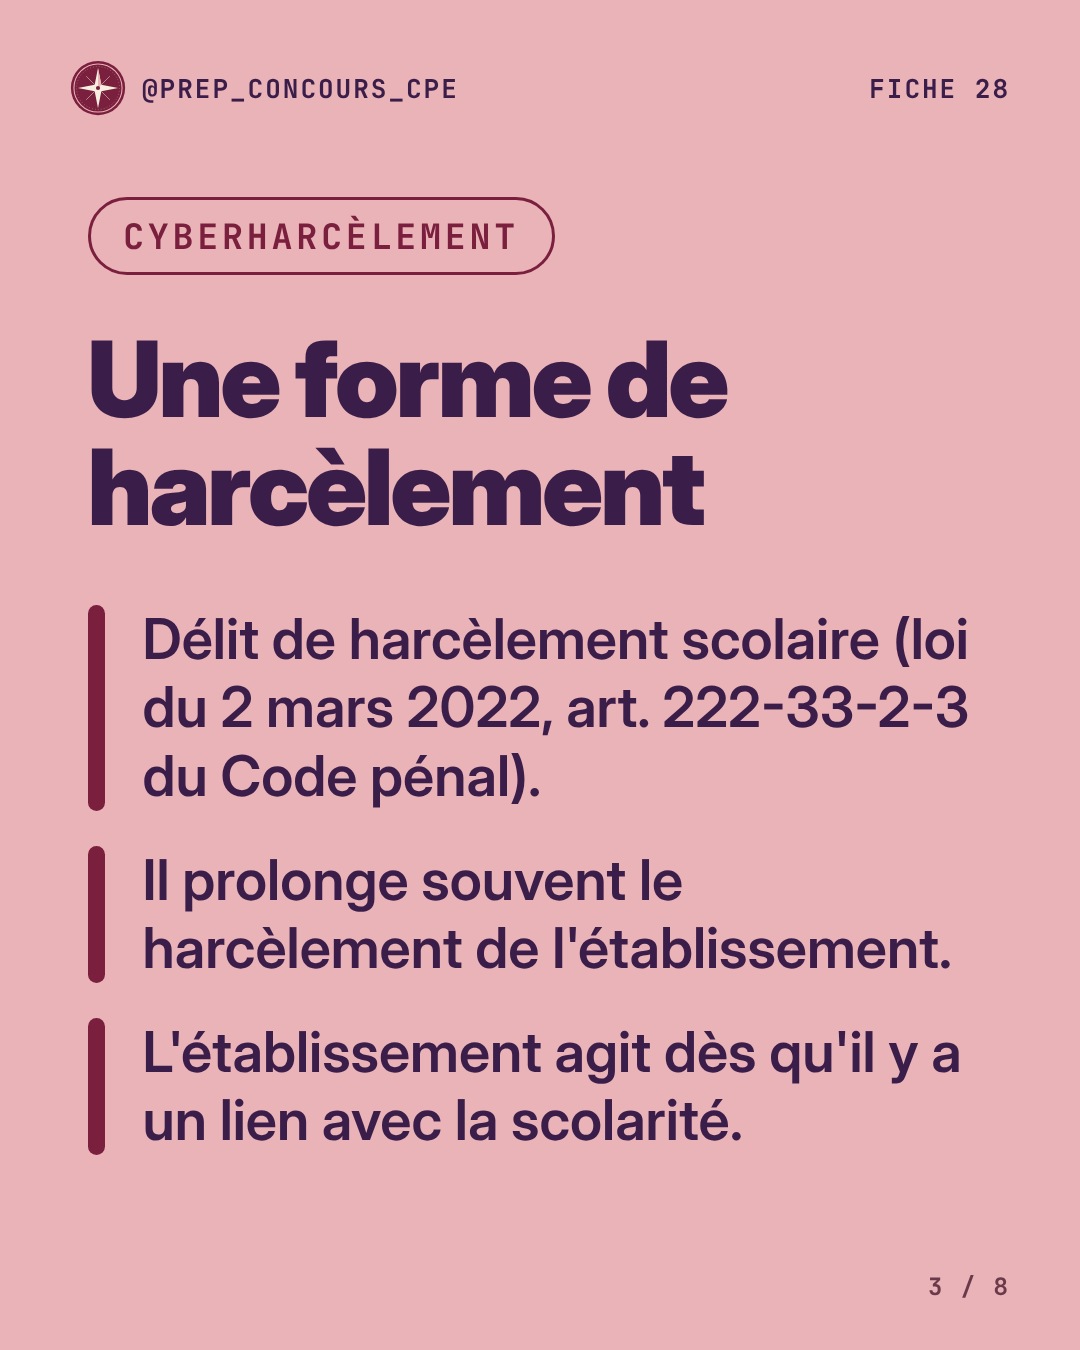 @PREP_CONCOURS_CPE
FICHE 28
CYBERHARCÈLEMENT
Une forme de
harcèlement
Délit de harcèlement scolaire (loi
du 2 mars 2022, art. 222-33-2-3
du Code pénal).
Il prolonge souvent le
harcèlement de l'établissement.
L'établissement agit dès qu'il y a
un lien avec la scolarité.
3 / 8